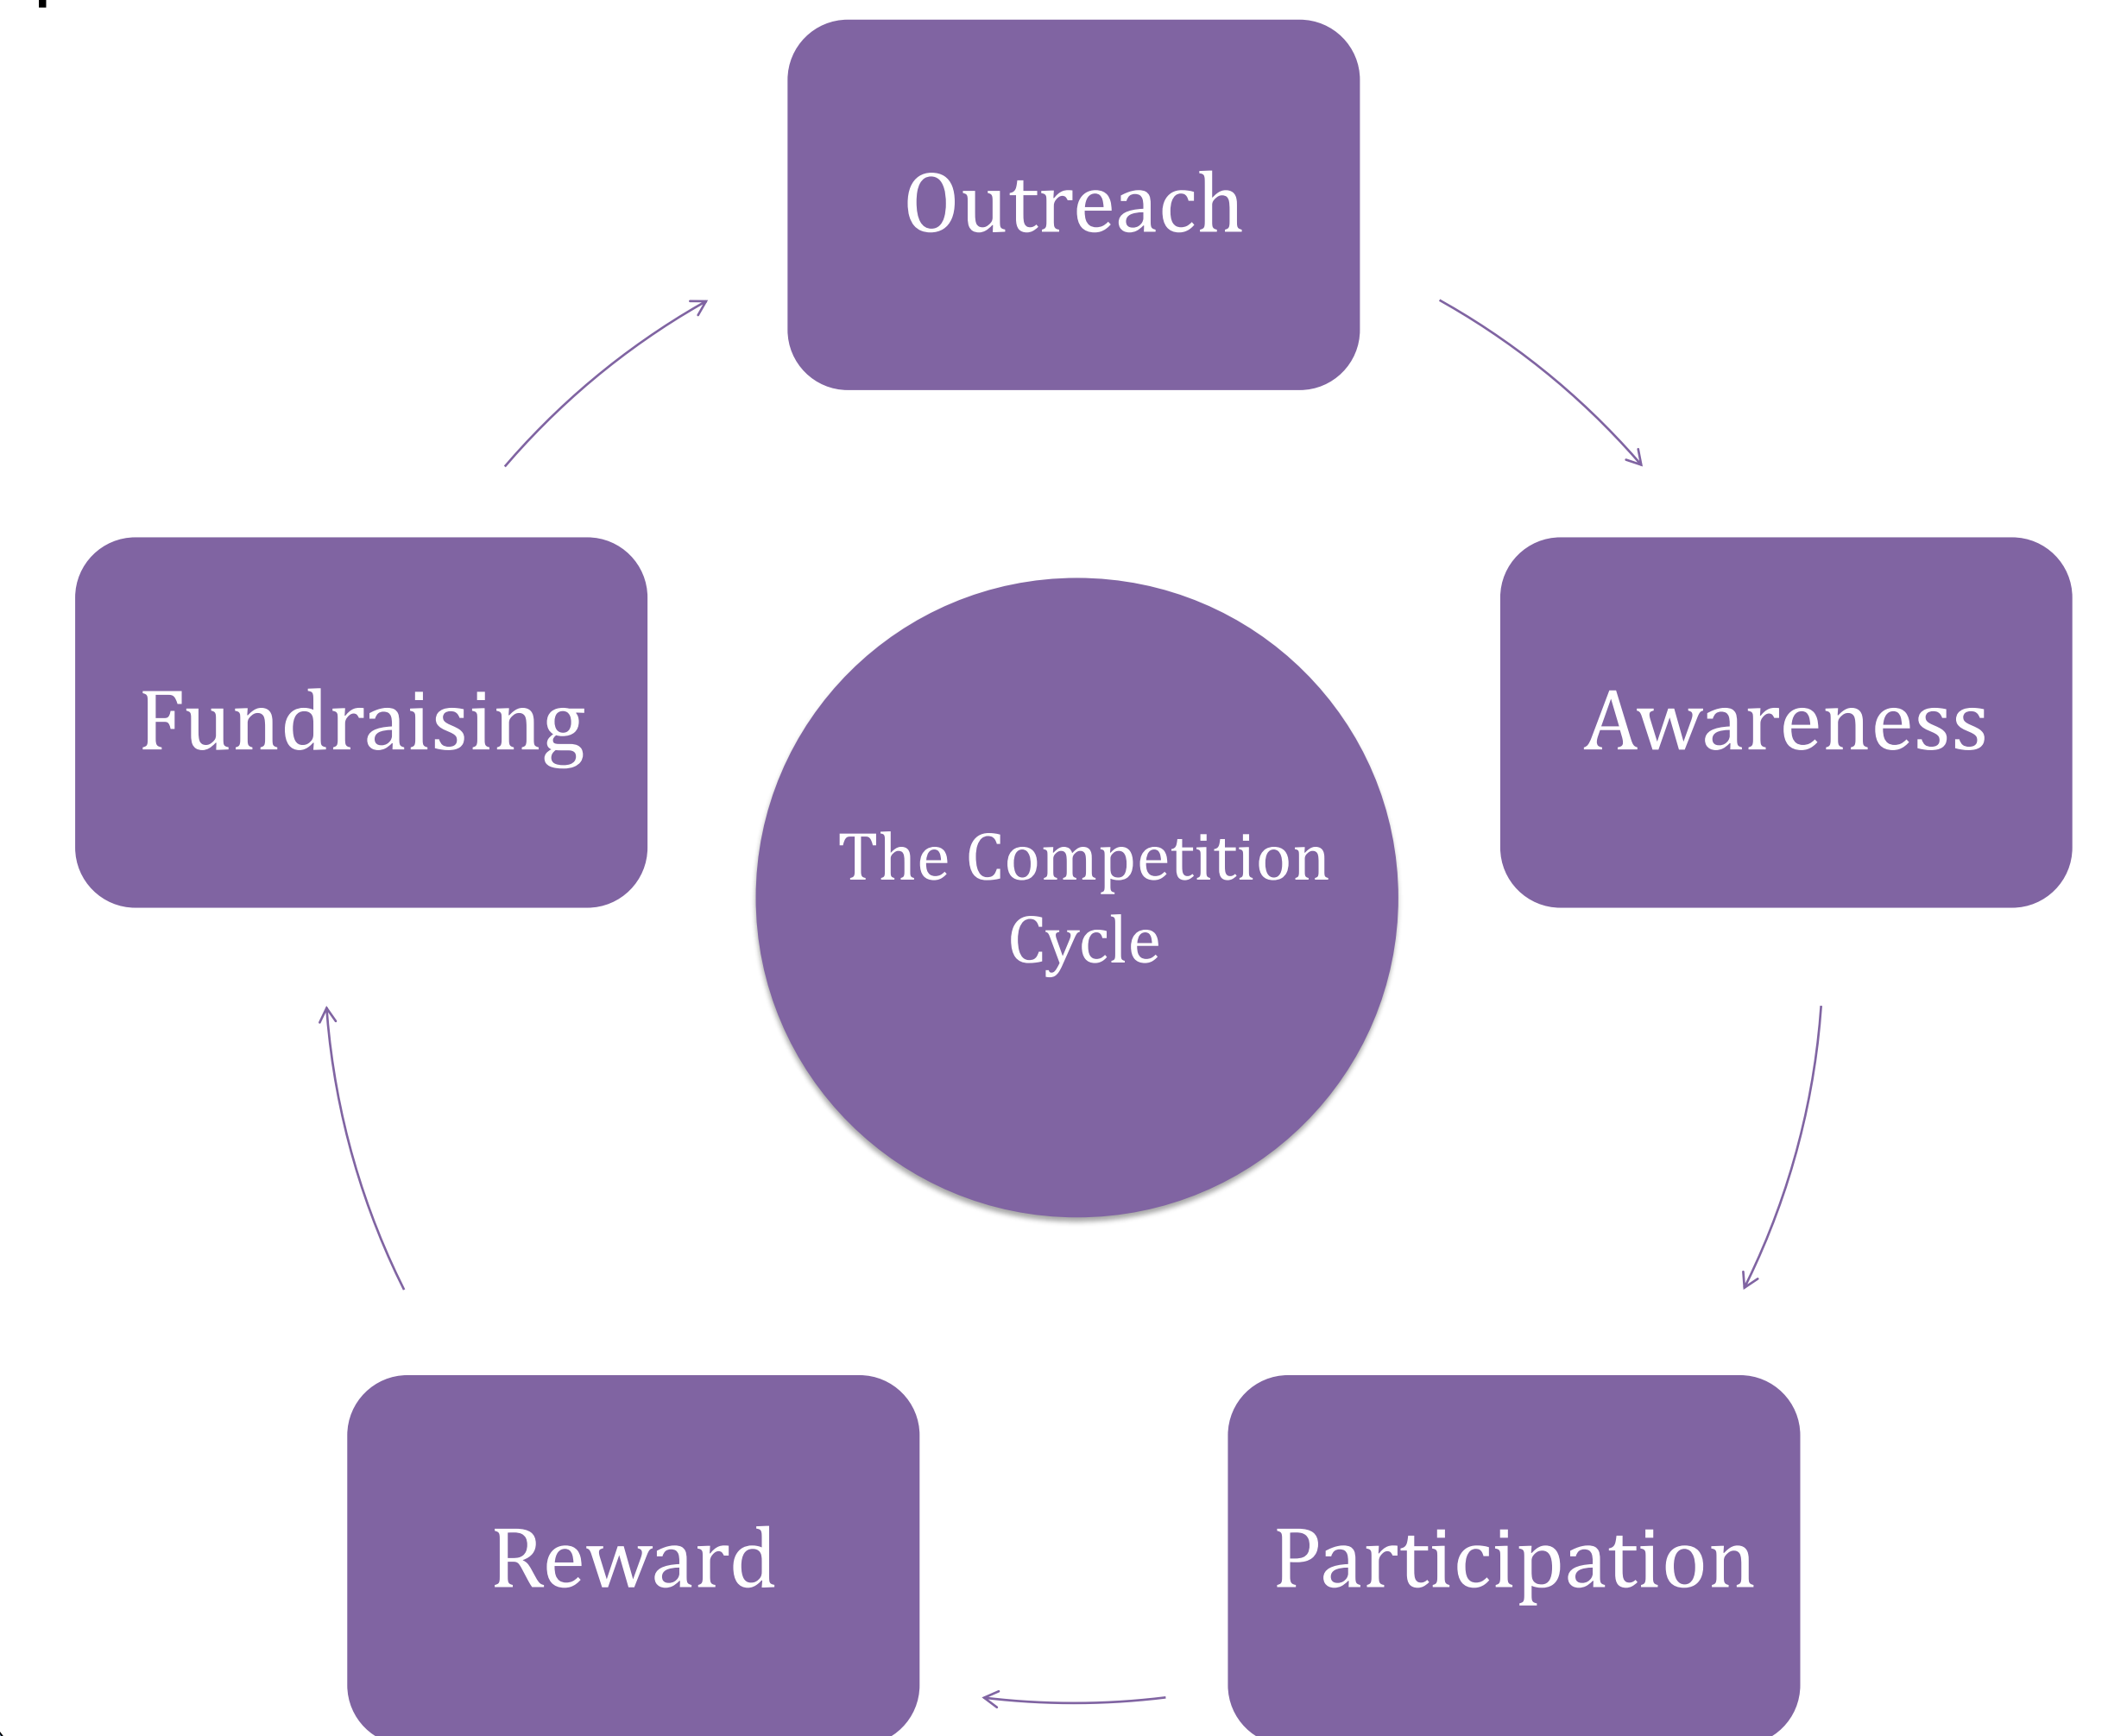 Outreach
Fundraising
Awareness
The Competition
Cycle
Reward
Participation